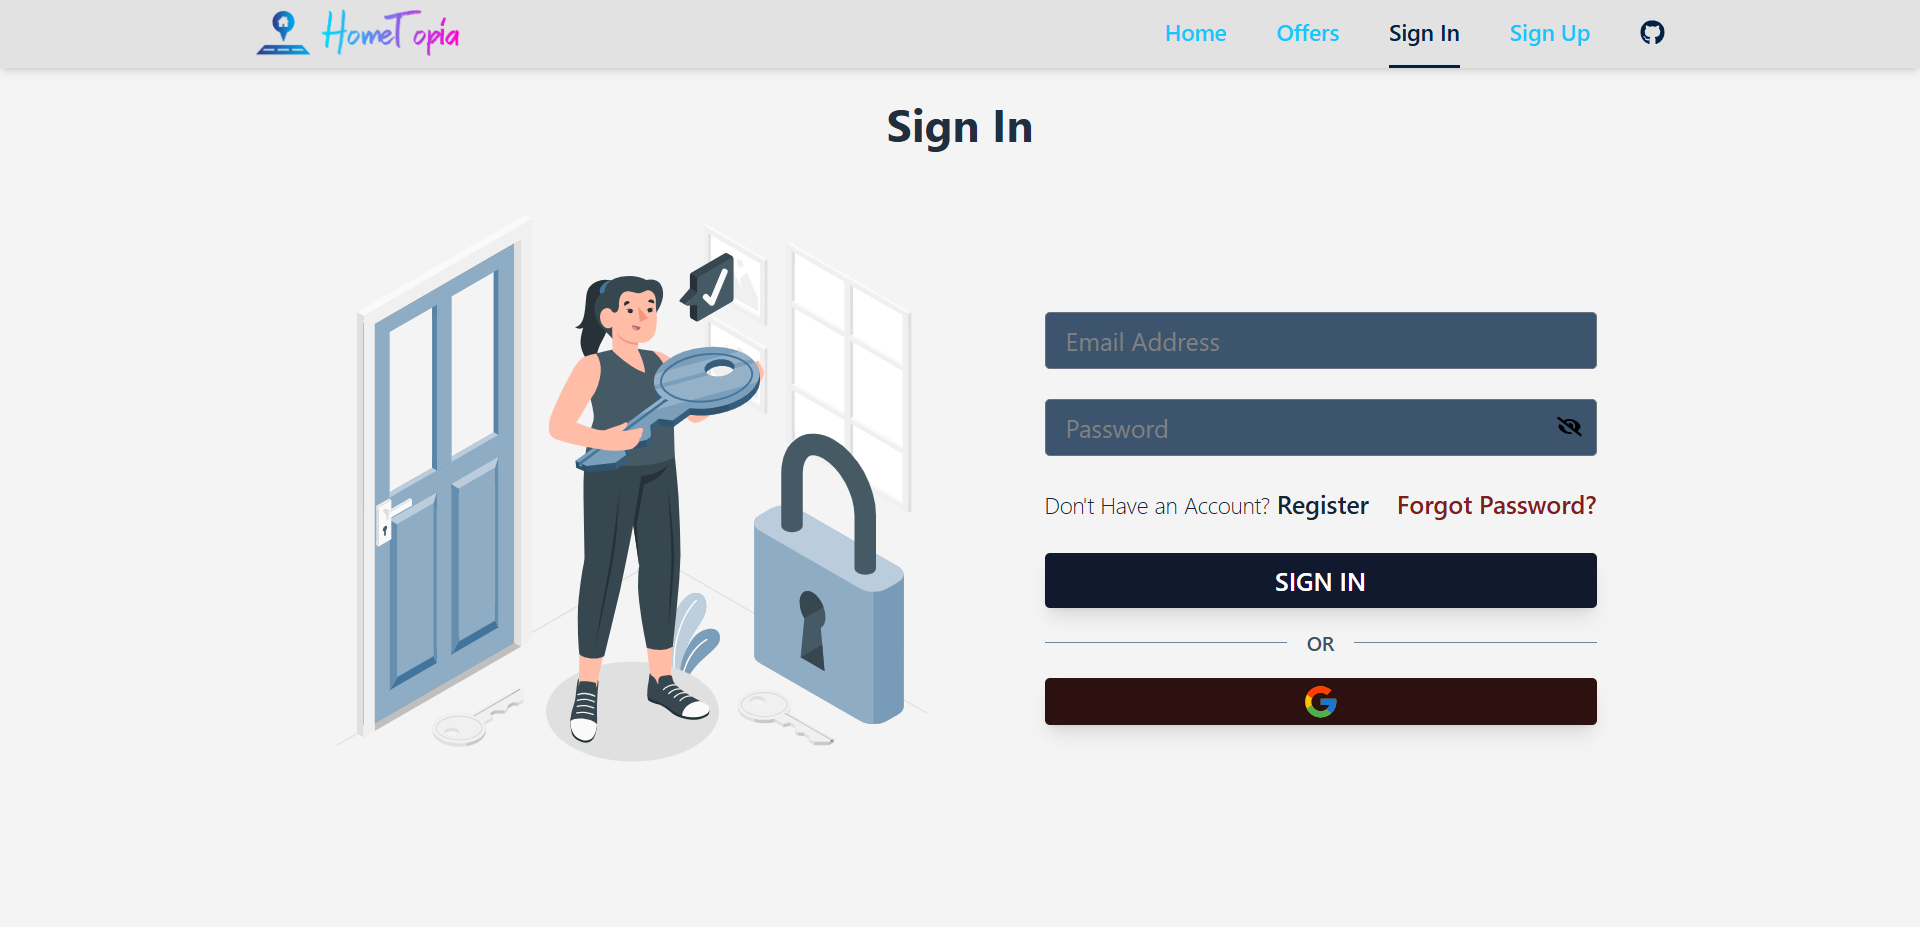 HomeTopia
Home Offers Sign In Sign Up
Sign In
Email Address
Password
Don't Have an Account? Register Forgot Password?
SIGN IN
OR